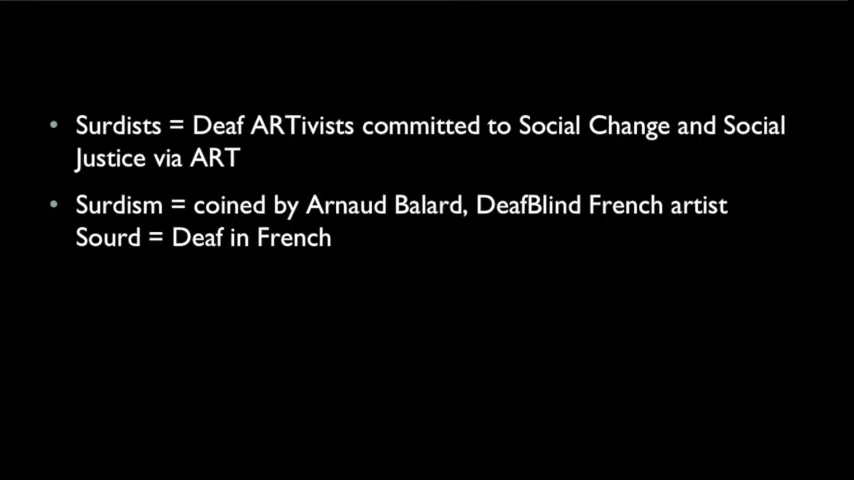 • Surdists = Deaf ARTivists committed to Social Change and Social
Justice via ART
• Surdism = coined by Arnaud Balard, DeafBlind French artist
Sourd = Deaf in French